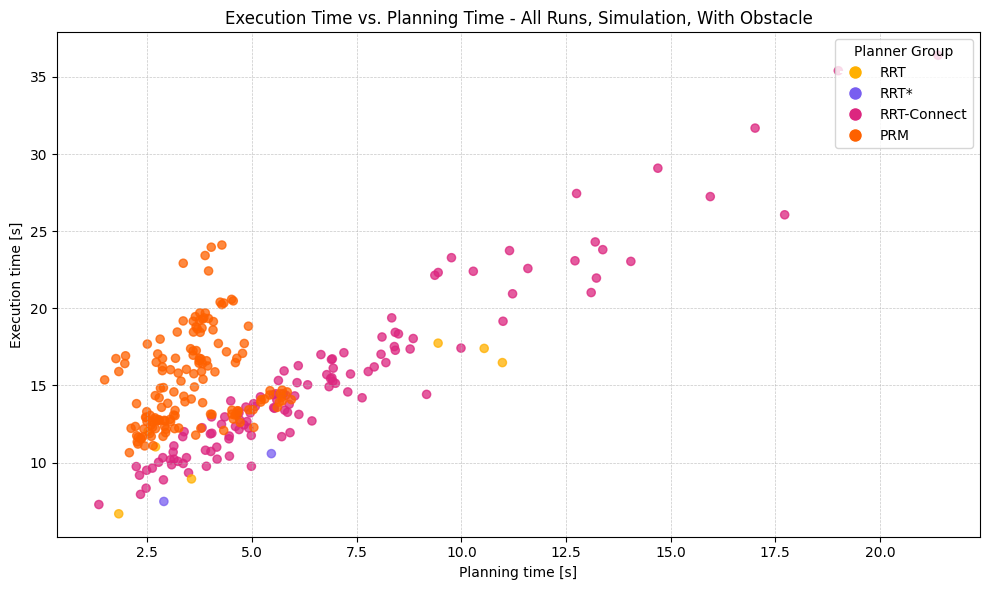 Execution Time vs. Planning Time - All Runs, Simulation, With Obstacle
Execution time [s]
35
30
25
20
15
10
Planner Group
RRT
RRT*
RRT-Connect
PRM
2.5 5.0 7.5 10.0 12.5 15.0 17.5 20.0
Planning time [s]